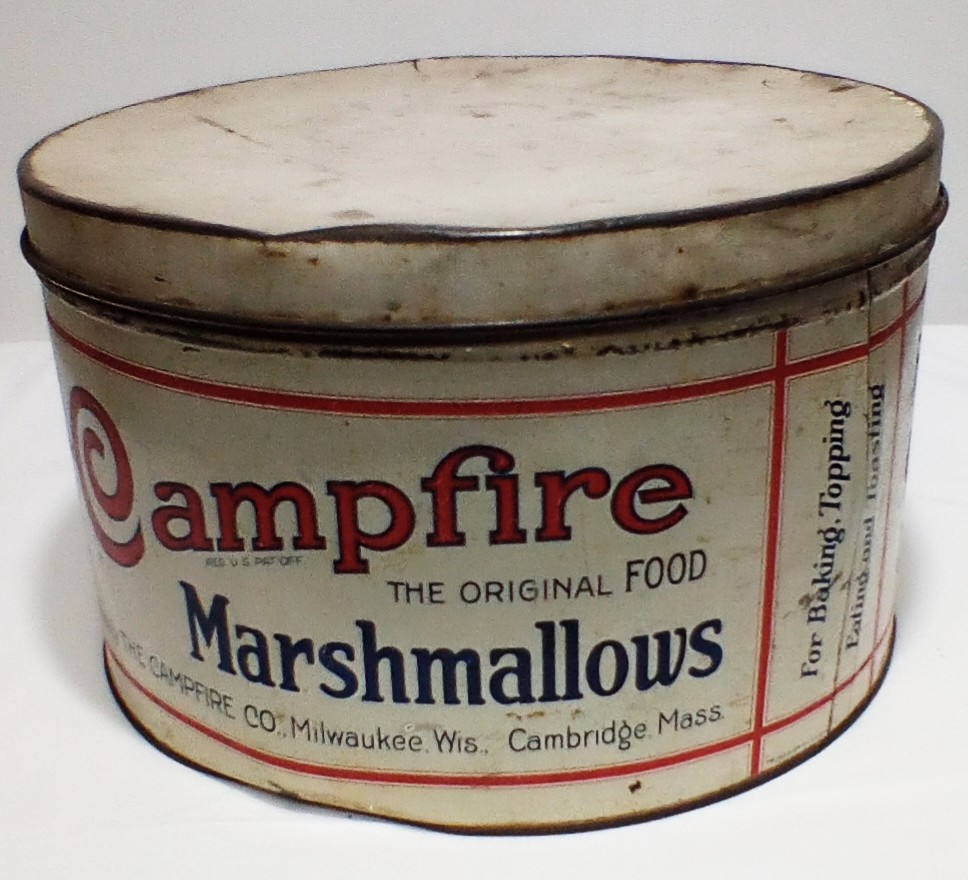 Campfire
REG. U.S. PAT. OFF.
THE ORIGINAL FOOD
Marshmallows
THE CAMPFIRE CO., Milwaukee, Wis., Cambridge, Mass.
For Baking, Topping
Eating and Toasting